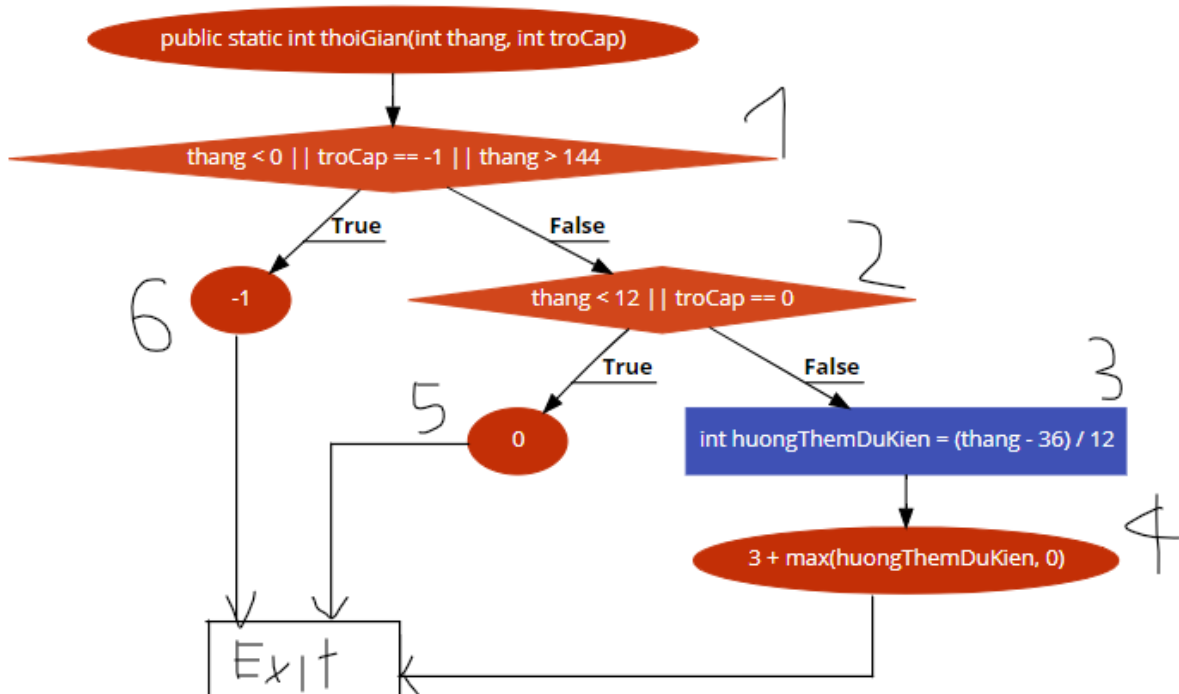 public static int thoiGian(int thang, int troCap)
1
thang < 0 || troCap == -1 || thang > 144
True
False
2
6
-1
thang < 12 || troCap == 0
True
False
3
5
0
int huongThemDuKien = (thang - 36) / 12
4
3 + max(huongThemDuKien, 0)
Exit